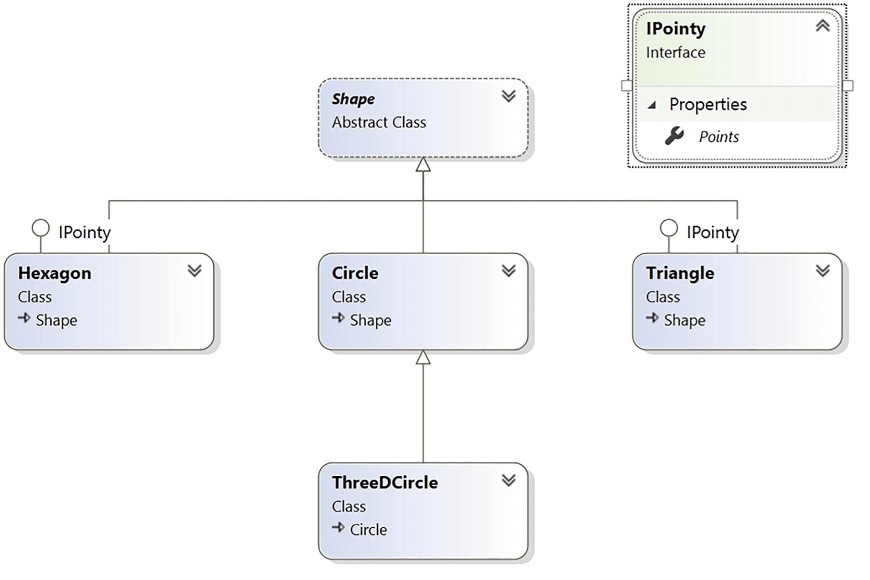 IPointy
Interface
Properties
Points
Shape
Abstract Class
IPointy
Hexagon
Class
Shape
Circle
Class
Shape
IPointy
Triangle
Class
Shape
ThreeDCircle
Class
Circle